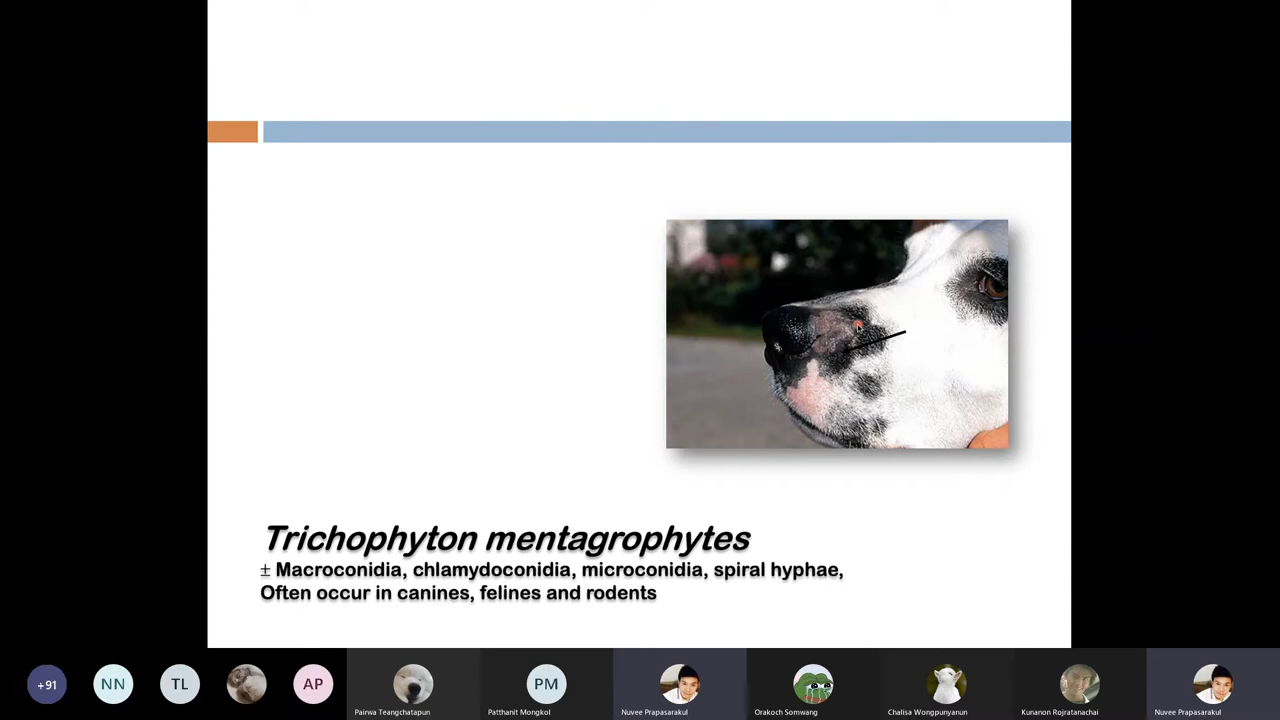 Trichophyton mentagrophytes
± Macroconidia, chlamydoconidia, microconidia, spiral hyphae,
Often occur in canines, felines and rodents
+91
NN
TL
AP
PM
Pairwa Teangchatapun
Patthanit Mongkol
Nuvee Prapasarakul
Orakoch Somwang
Chalisa Wongpunyanun
Kunanon Rojratanachai
Nuvee Prapasarakul